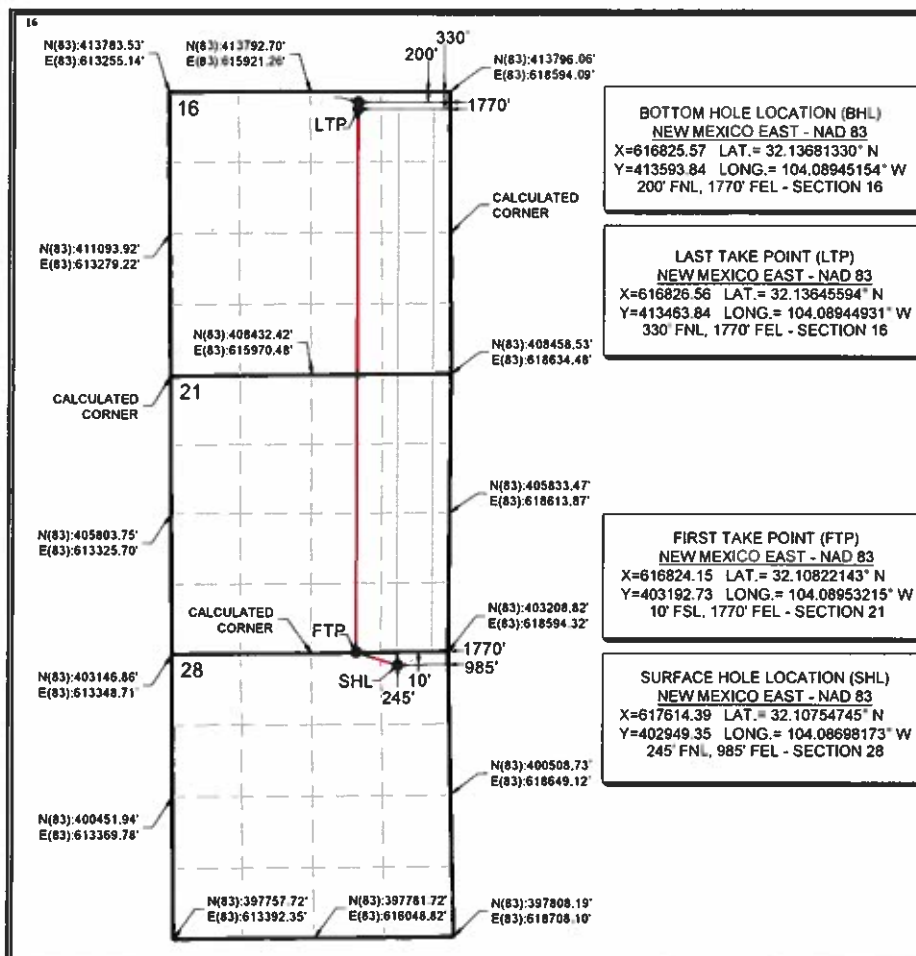 16
N(83):413783.53'
E(83):613255.14'
N(83):413792.70'
E(83):615921.26'
330'
200'
N(83):413796.06'
E(83):618594.09'
16
1770'
LTP
CALCULATED
CORNER
N(83):411093.92'
E(83):613279.22'
N(83):408432.42'
E(83):615970.48'
N(83):408458.53'
E(83):618634.48'
CALCULATED
CORNER
21
N(83):405833.47'
E(83):618613.87'
N(83):405803.75'
E(83):613325.70'
CALCULATED
CORNER
FTP
N(83):403208.82'
E(83):618594.32'
1770'
28
SHL
10'
985'
245'
N(83):403146.86'
E(83):613348.71'
N(83):400508.73'
E(83):618649.12'
N(83):400451.94'
E(83):613369.78'
N(83):397757.72'
E(83):613392.35'
N(83):397781.72'
E(83):616048.82'
N(83):397808.19'
E(83):618708.10'
BOTTOM HOLE LOCATION (BHL)
NEW MEXICO EAST - NAD 83
X=616825.57 LAT.= 32.13681330° N
Y=413593.84 LONG.= 104.08945154° W
200' FNL, 1770' FEL - SECTION 16
LAST TAKE POINT (LTP)
NEW MEXICO EAST - NAD 83
X=616826.56 LAT.= 32.13645594° N
Y=413463.84 LONG.= 104.08944931° W
330' FNL, 1770' FEL - SECTION 16
FIRST TAKE POINT (FTP)
NEW MEXICO EAST - NAD 83
X=616824.15 LAT.= 32.10822143° N
Y=403192.73 LONG.= 104.08953215° W
10' FSL, 1770' FEL - SECTION 21
SURFACE HOLE LOCATION (SHL)
NEW MEXICO EAST - NAD 83
X=617614.39 LAT.= 32.10754745° N
Y=402949.35 LONG.= 104.08698173° W
245' FNL, 985' FEL - SECTION 28